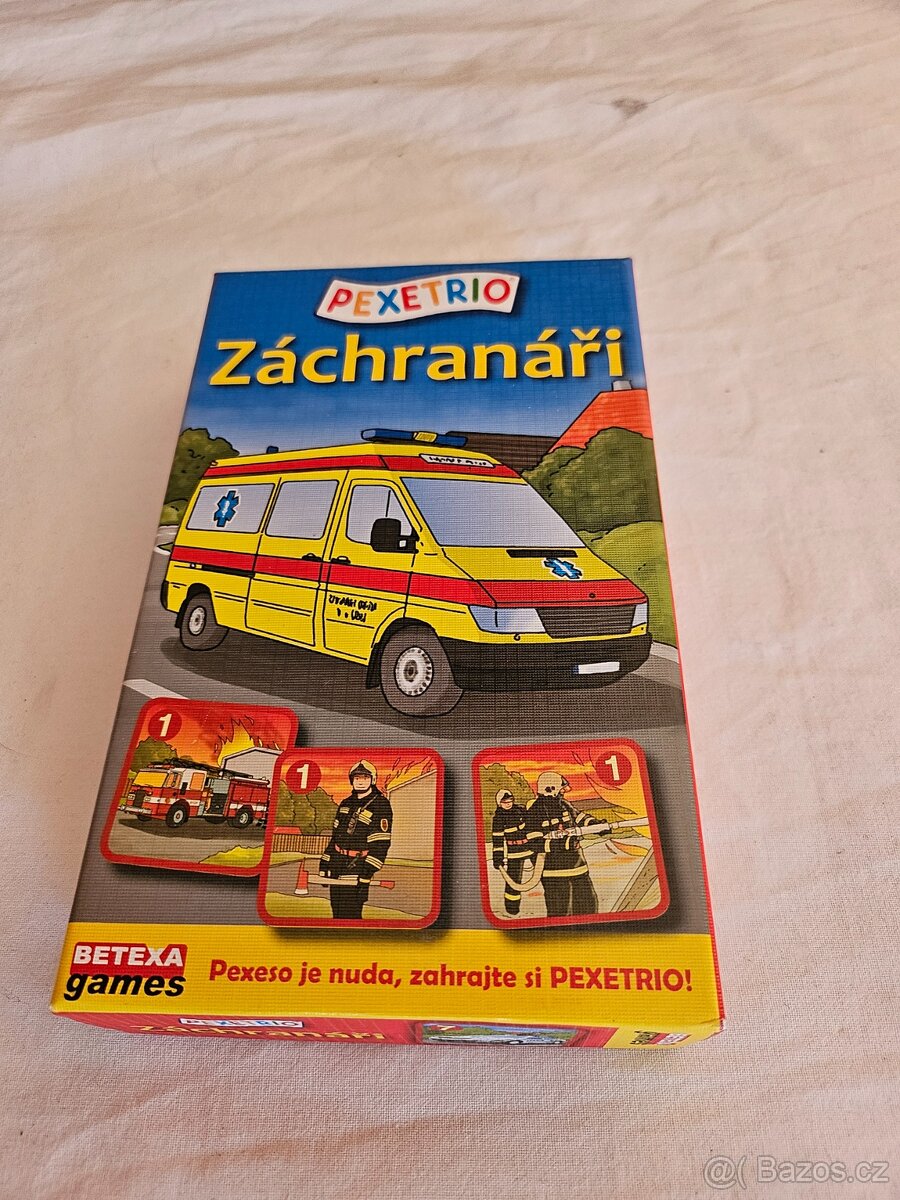 PEXETRIO
Záchranáři
1
1
1
BETEXA
games
Pexeso je nuda, zahrajte si PEXETRIO!
PEXETRIO
Záchranáři
@( Bazos.cz